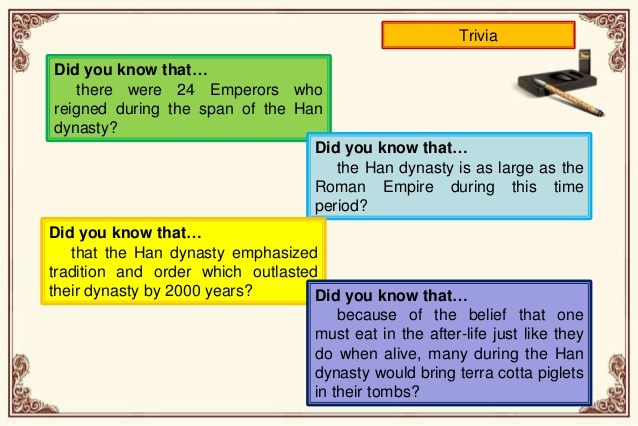 Trivia
Did you know that…
there were 24 Emperors who
reigned during the span of the Han
dynasty?
Did you know that…
the Han dynasty is as large as the
Roman Empire during this time
period?
Did you know that…
that the Han dynasty emphasized
tradition and order which outlasted
their dynasty by 2000 years?
Did you know that…
because of the belief that one
must eat in the after-life just like they
do when alive, many during the Han
dynasty would bring terra cotta piglets
in their tombs?